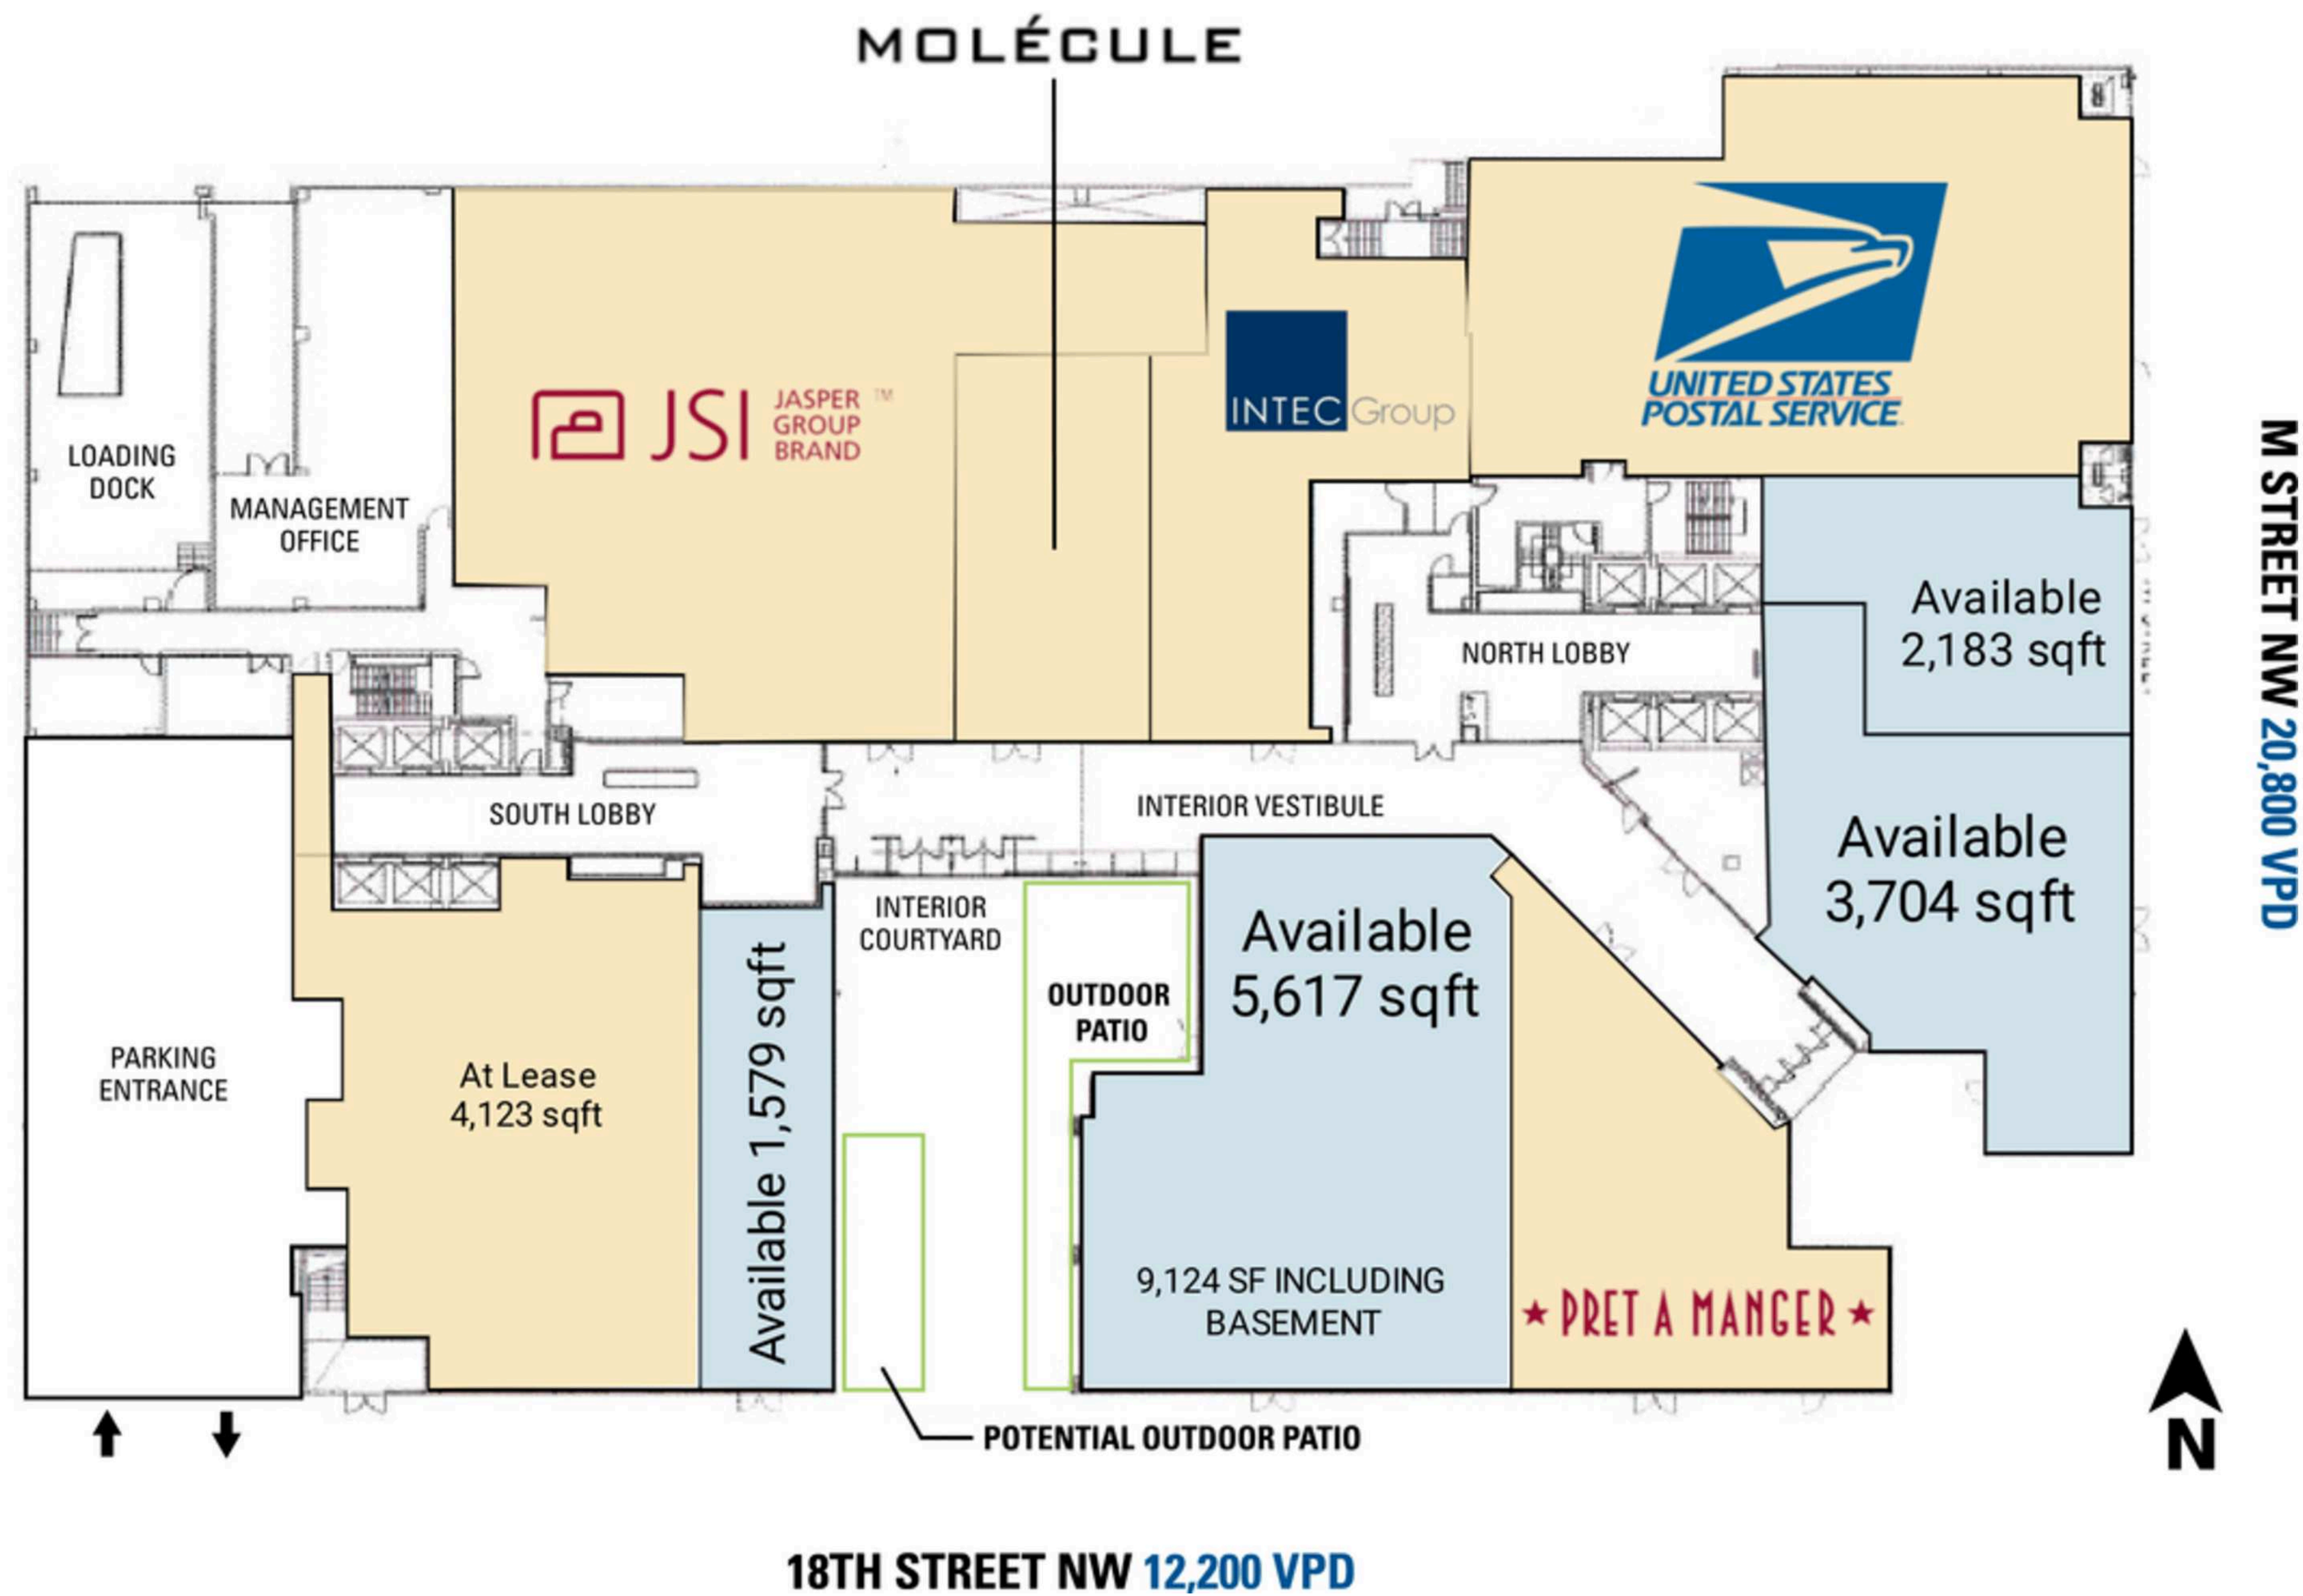 MOLÉCULE
JSI
JASPER ™
GROUP
BRAND
INTEC Group
UNITED STATES
POSTAL SERVICE
LOADING
DOCK
MANAGEMENT
OFFICE
Available
2,183 sqft
NORTH LOBBY
M STREET NW 20,800 VPD
SOUTH LOBBY
INTERIOR VESTIBULE
Available
3,704 sqft
INTERIOR
COURTYARD
Available
5,617 sqft
OUTDOOR
PATIO
PARKING
ENTRANCE
At Lease
4,123 sqft
Available 1,579 sqft
9,124 SF INCLUDING
BASEMENT
★ PRET A MANGER ★
POTENTIAL OUTDOOR PATIO
N
18TH STREET NW 12,200 VPD